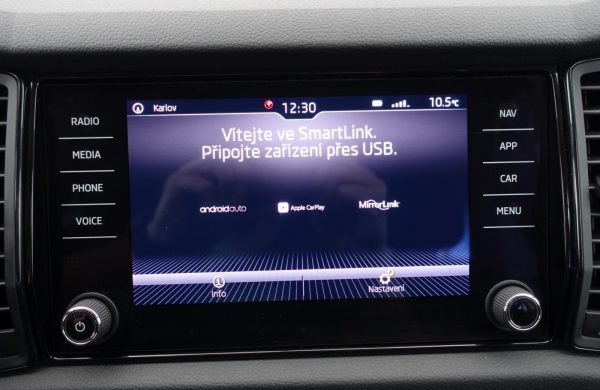 Karlov 12:30 10.5°C
RADIO
MEDIA
PHONE
VOICE
Vítejte ve SmartLink.
Připojte zařízení přes USB.
androidauto Apple CarPlay MirrorLink
Info Nastavení
NAV
APP
CAR
MENU